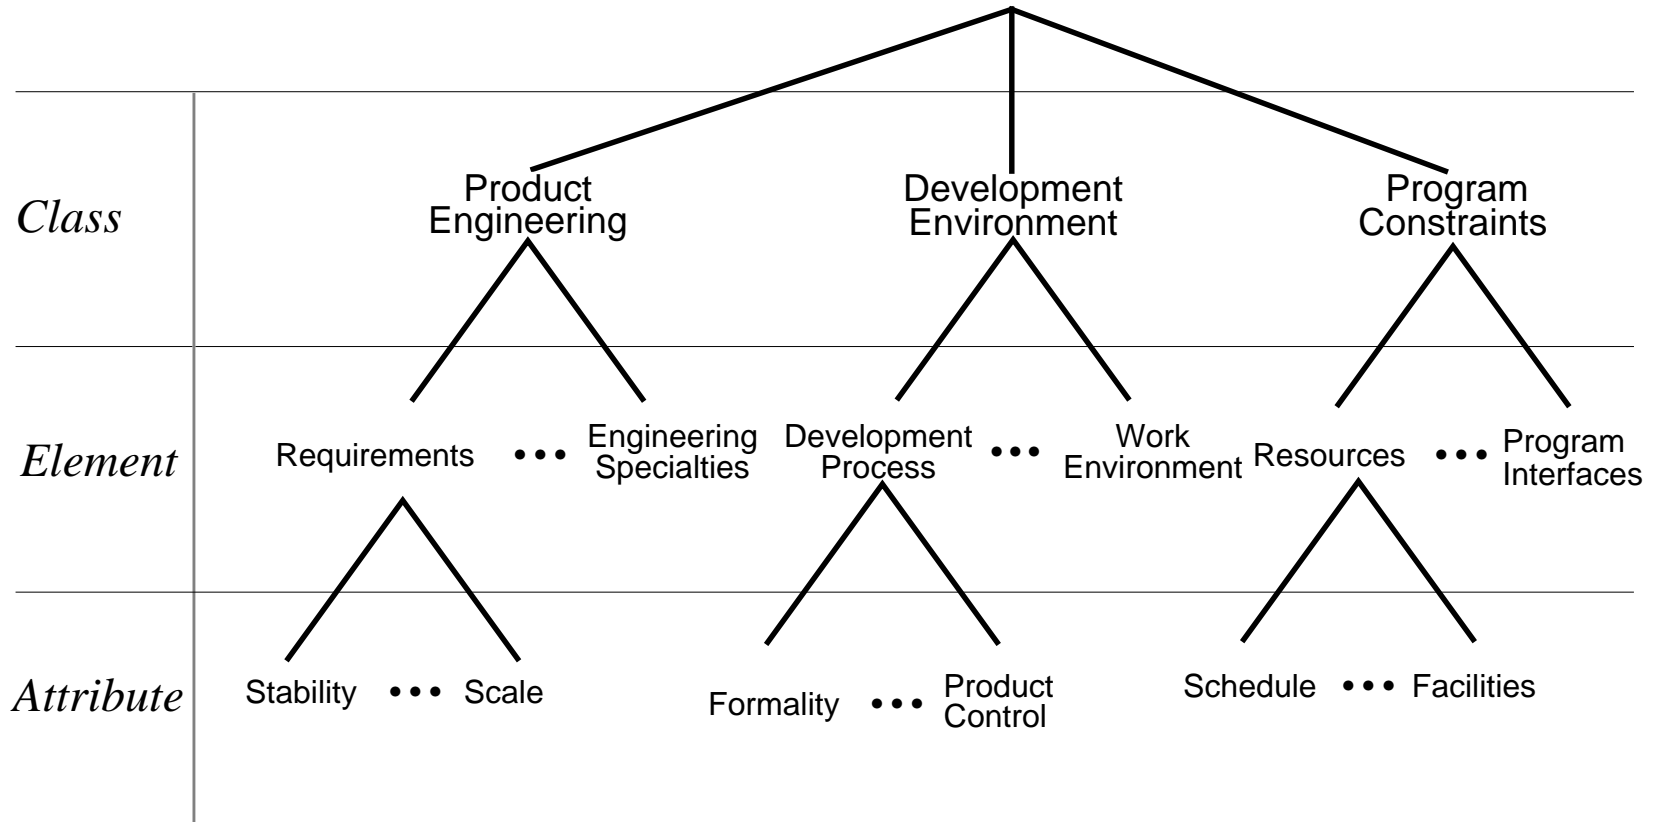 Class
Product
Engineering
Development
Environment
Program
Constraints
Element
Requirements
•••
Engineering
Specialties
Development
Process
•••
Work
Environment
Resources
•••
Program
Interfaces
Attribute
Stability
•••
Scale
Formality
•••
Product
Control
Schedule
•••
Facilities